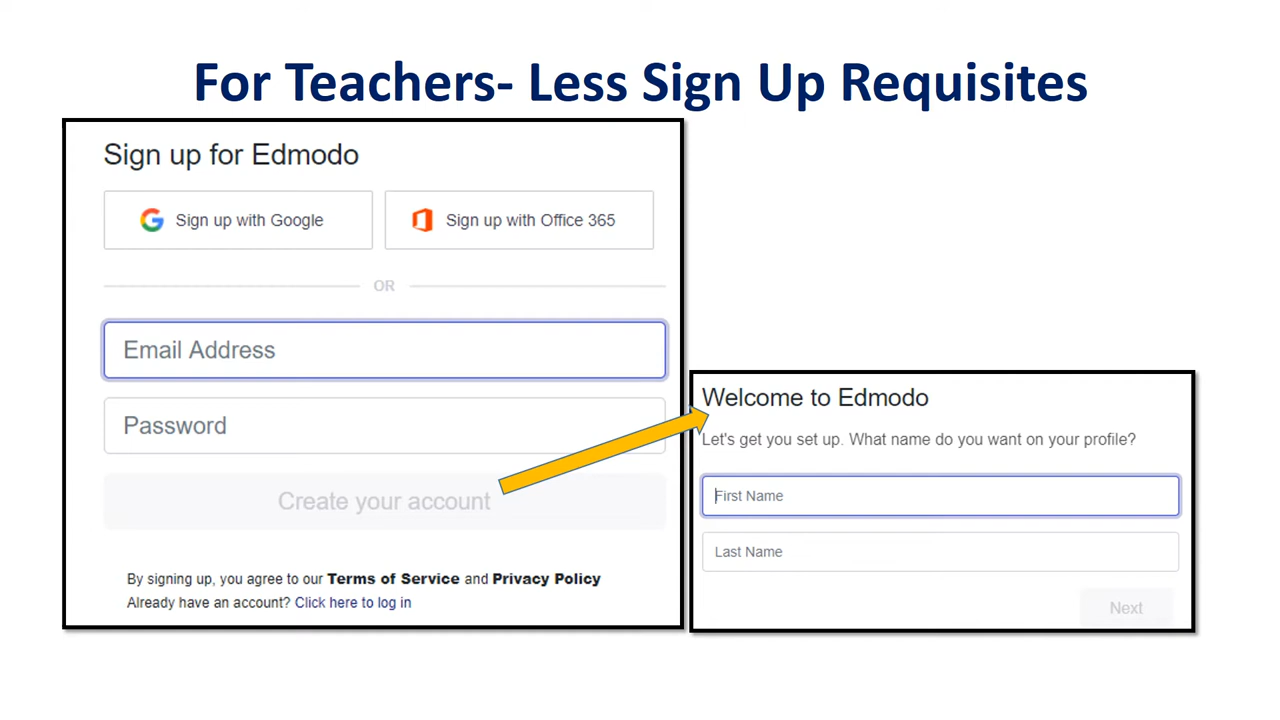 For Teachers- Less Sign Up Requisites
Sign up for Edmodo
Sign up with Google
Sign up with Office 365
OR
Email Address
Password
Create your account
By signing up, you agree to our Terms of Service and Privacy Policy
Already have an account? Click here to log in
Welcome to Edmodo
Let's get you set up. What name do you want on your profile?
First Name
Last Name
Next